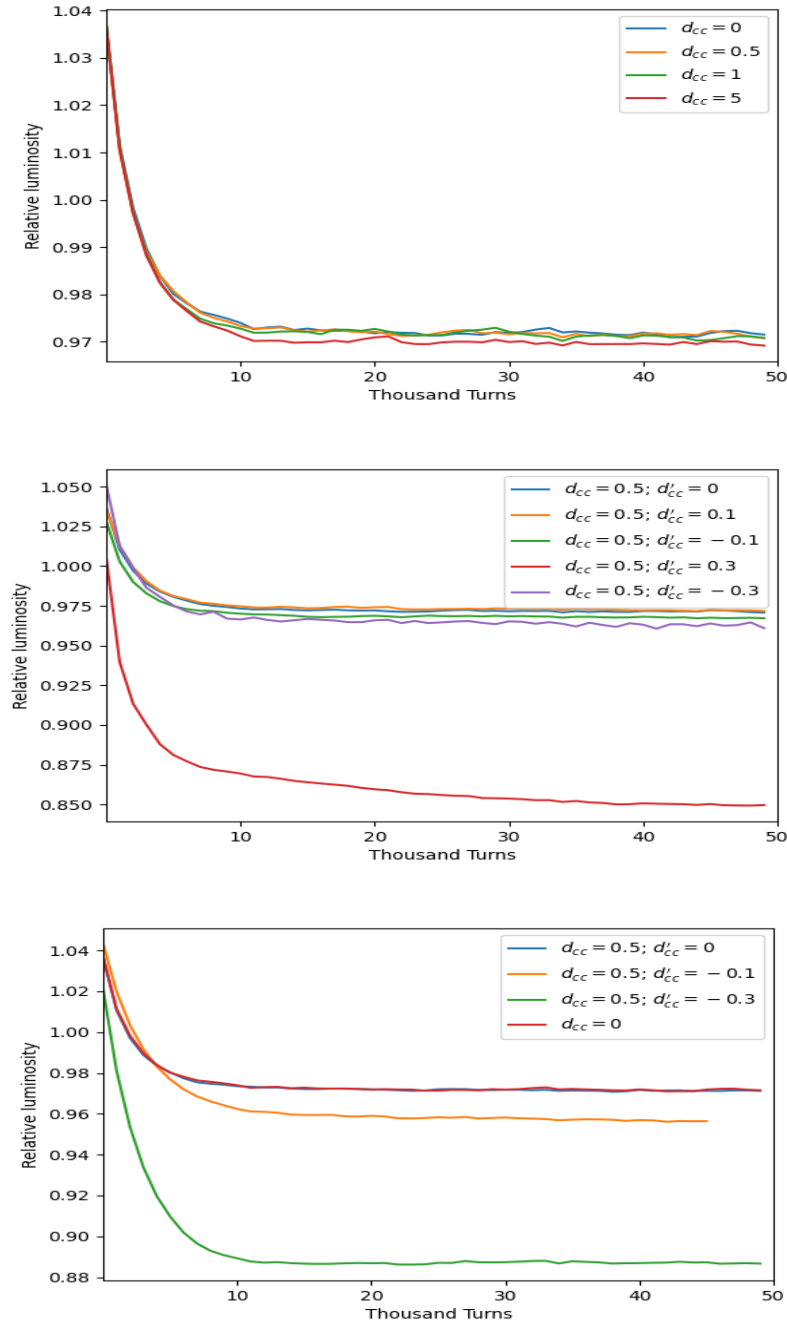 1.04
1.03
1.02
1.01
1.00
0.99
0.98
0.97
Relative luminosity
d_cc = 0
d_cc = 0.5
d_cc = 1
d_cc = 5
10 20 30 40 50
Thousand Turns
1.050
1.025
1.000
0.975
0.950
0.925
0.900
0.875
0.850
Relative luminosity
d_cc = 0.5; d′_cc = 0
d_cc = 0.5; d′_cc = 0.1
d_cc = 0.5; d′_cc = − 0.1
d_cc = 0.5; d′_cc = 0.3
d_cc = 0.5; d′_cc = − 0.3
10 20 30 40 50
Thousand Turns
1.04
1.02
1.00
0.98
0.96
0.94
0.92
0.90
0.88
Relative luminosity
d_cc = 0.5; d′_cc = 0
d_cc = 0.5; d′_cc = − 0.1
d_cc = 0.5; d′_cc = − 0.3
d_cc = 0
10 20 30 40 50
Thousand Turns